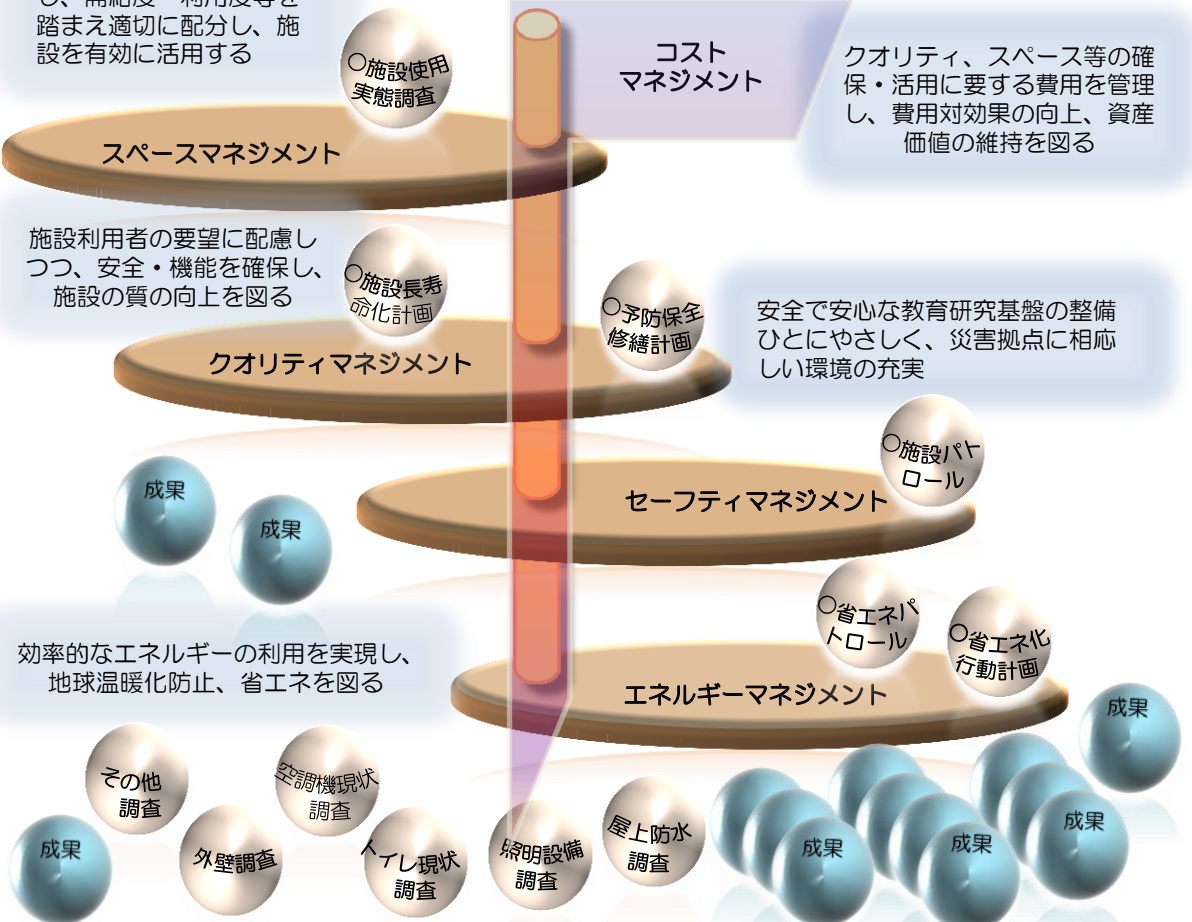 し、需給度・利用度等を
踏まえ適切に配分し、施
設を有効に活用する
○施設使用
実態調査
コスト
マネジメント
クオリティ、スペース等の確
保・活用に要する費用を管理
し、費用対効果の向上、資産
価値の維持を図る
スペースマネジメント
施設利用者の要望に配慮し
つつ、安全・機能を確保し、
施設の質の向上を図る
○施設長寿
命化計画
○予防保全
修繕計画
安全で安心な教育研究基盤の整備
ひとにやさしく、災害拠点に相応
しい環境の充実
クオリティマネジメント
○施設パト
ロール
成果
成果
セーフティマネジメント
○省エネパ
トロール
○省エネ化
行動計画
効率的なエネルギーの利用を実現し、
地球温暖化防止、省エネを図る
エネルギーマネジメント
成果
その他
調査
空調機現状
調査
成果
外壁調査
トイレ現状
調査
照明設備
調査
屋上防水
調査
成果
成果
成果